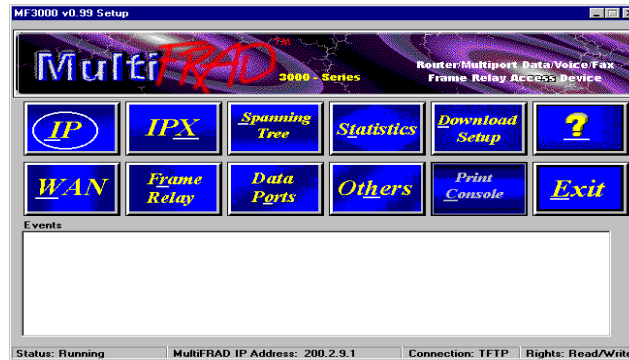 MF3000 v0.99 Setup
MultiFRAD TM
3000 - Series
Router/Multiport Data/Voice/Fax
Frame Relay Access Device
IP
IPX
Spanning
Tree
Statistics
Download
Setup
?
WAN
Frame
Relay
Data
Ports
Others
Print
Console
Exit
Events
Status: Running
MultiFRAD IP Address: 200.2.9.1
Connection: TFTP
Rights: Read/Write